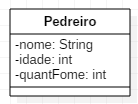 Pedreiro
-nome: String
-idade: int
-quantFome: int